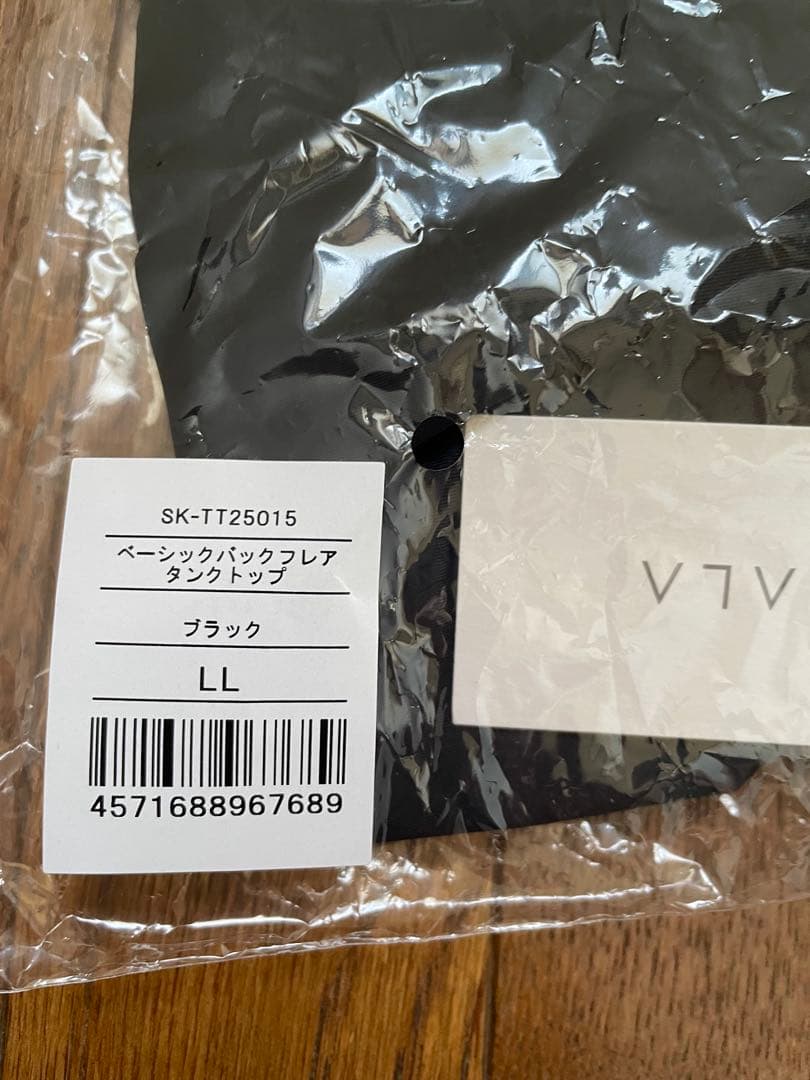 SK-TT25015
ベーシックバックフレア
タンクトップ
ブラック
LL
4571688967689
ALA